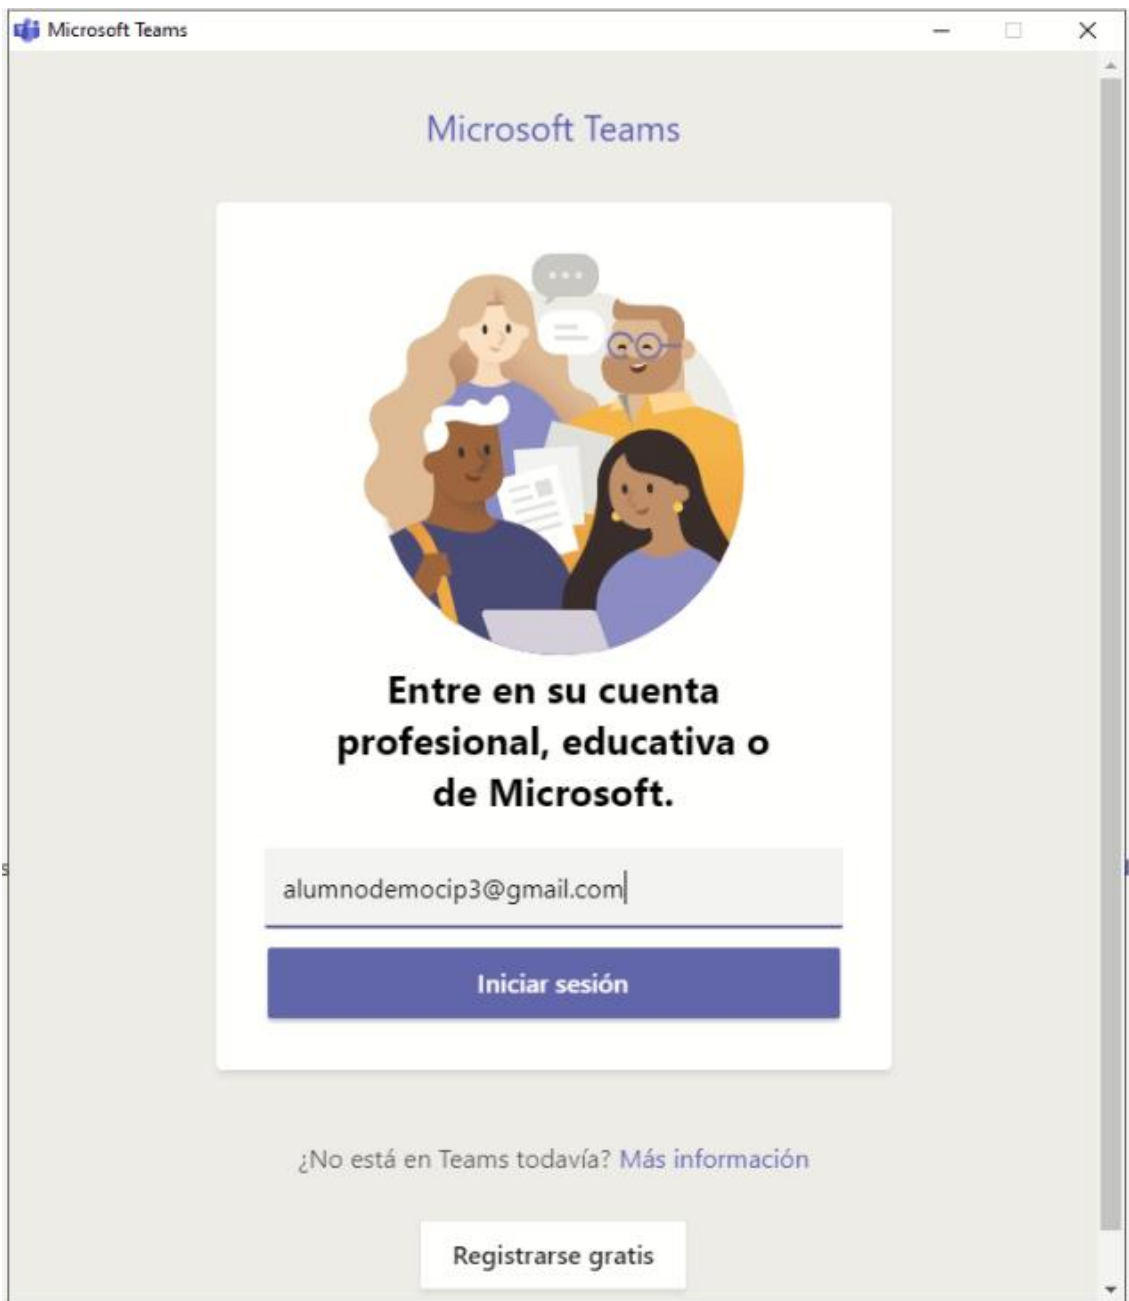 Microsoft Teams
Microsoft Teams
Entre en su cuenta
profesional, educativa o
de Microsoft.
alumnodemocip3@gmail.com
Iniciar sesión
¿No está en Teams todavía? Más información
Registrarse gratis